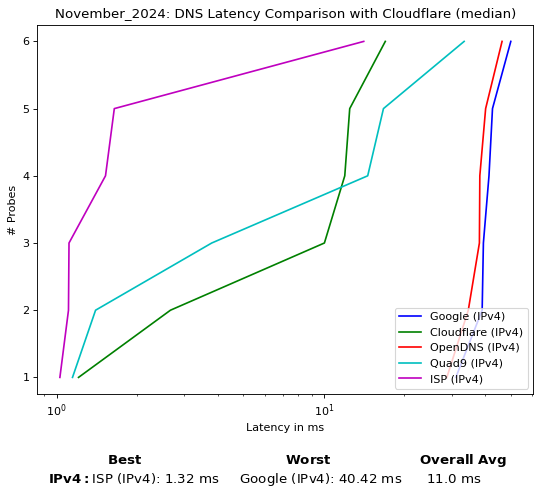 November_2024: DNS Latency Comparison with Cloudflare (median)
# Probes
6
5
4
3
2
1
Google (IPv4)
Cloudflare (IPv4)
OpenDNS (IPv4)
Quad9 (IPv4)
ISP (IPv4)
10⁰ 10¹
Latency in ms
Best Worst Overall Avg
IPv4: ISP (IPv4): 1.32 ms Google (IPv4): 40.42 ms 11.0 ms